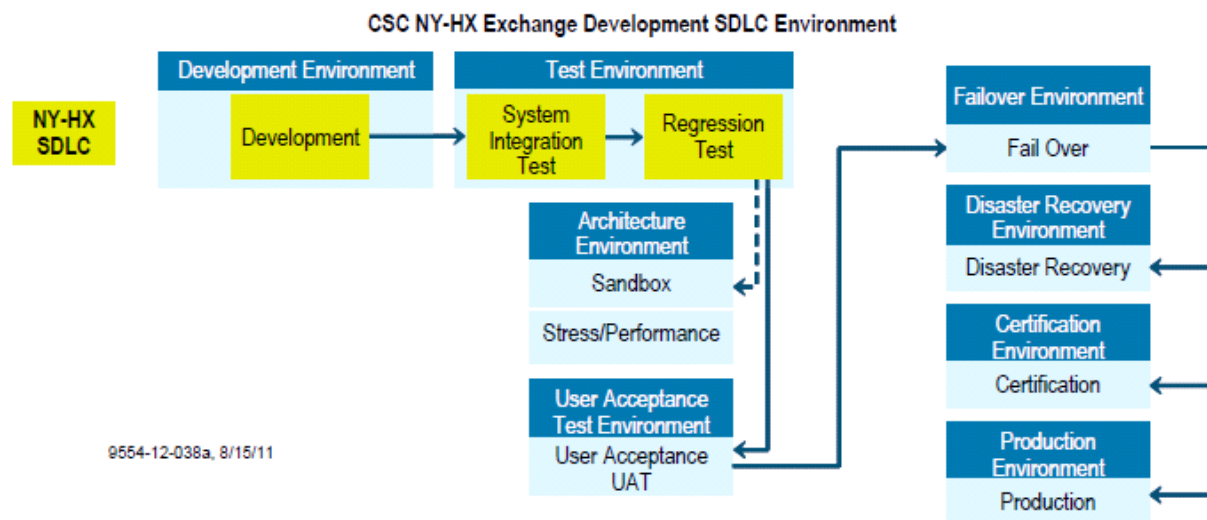 CSC NY-HX Exchange Development SDLC Environment
NY-HX
SDLC
Development Environment
Development
Test Environment
System
Integration
Test
Regression
Test
Architecture
Environment
Sandbox
Stress/Performance
User Acceptance
Test Environment
User Acceptance
UAT
Failover Environment
Fail Over
Disaster Recovery
Environment
Disaster Recovery
Certification
Environment
Certification
Production
Environment
Production
9554-12-038a, 8/15/11